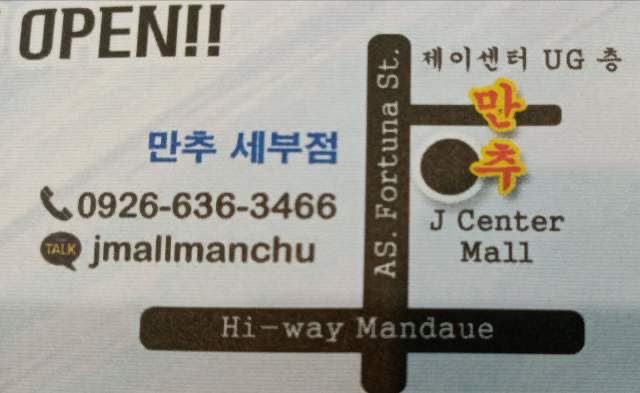 OPEN!!
제이센터 UG 층
만추
만추 세부점
0926-636-3466
TALK jmallmanchu
AS. Fortuna St.
J Center
Mall
Hi-way Mandaue